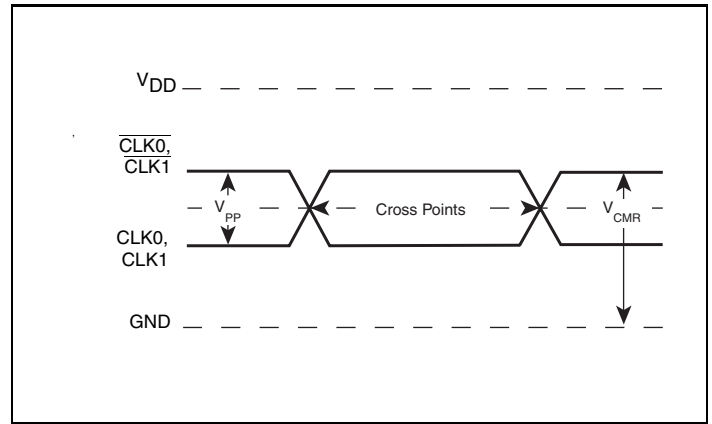 VDD
CLK0,
CLK1
VPP
Cross Points
VCMR
CLK0,
CLK1
GND